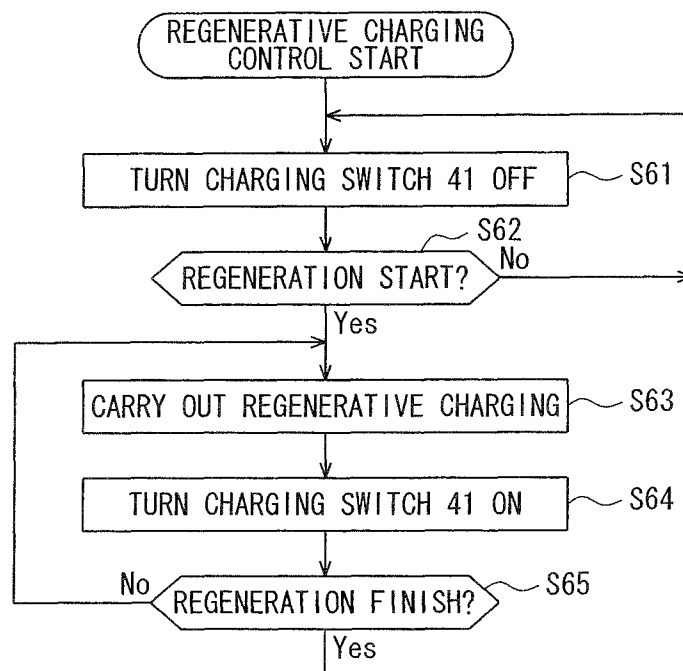 REGENERATIVE CHARGING
CONTROL START
TURN CHARGING SWITCH 41 OFF
S61
S62
REGENERATION START?
No
Yes
CARRY OUT REGENERATIVE CHARGING
S63
TURN CHARGING SWITCH 41 ON
S64
No
REGENERATION FINISH?
S65
Yes